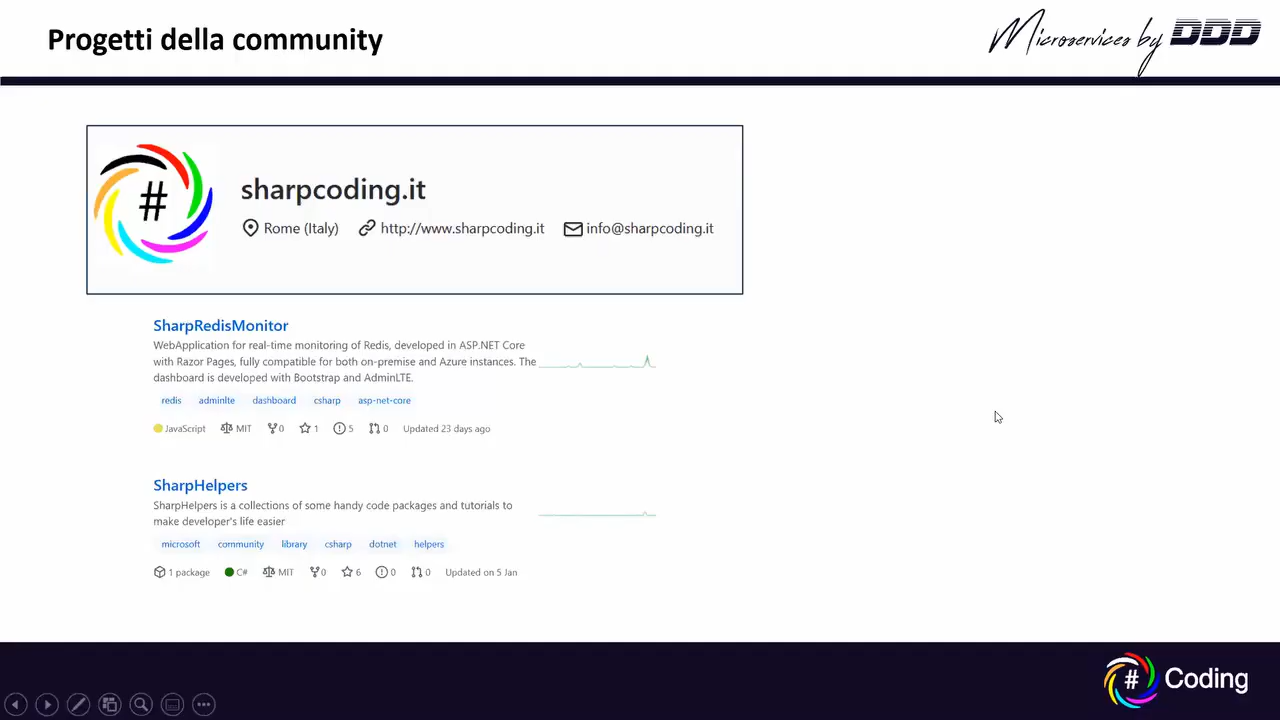 Progetti della community
Microservices by DDD
#
sharpcoding.it
Rome (Italy) http://www.sharpcoding.it info@sharpcoding.it
SharpRedisMonitor
WebApplication for real-time monitoring of Redis, developed in ASP.NET Core
with Razor Pages, fully compatible for both on-premise and Azure instances. The
dashboard is developed with Bootstrap and AdminLTE.
redis adminlte dashboard csharp asp-net-core
JavaScript MIT 0 1 5 0 Updated 23 days ago
SharpHelpers
SharpHelpers is a collections of some handy code packages and tutorials to
make developer's life easier
microsoft community library csharp dotnet helpers
1 package C# MIT 0 6 0 0 Updated on 5 Jan
# Coding